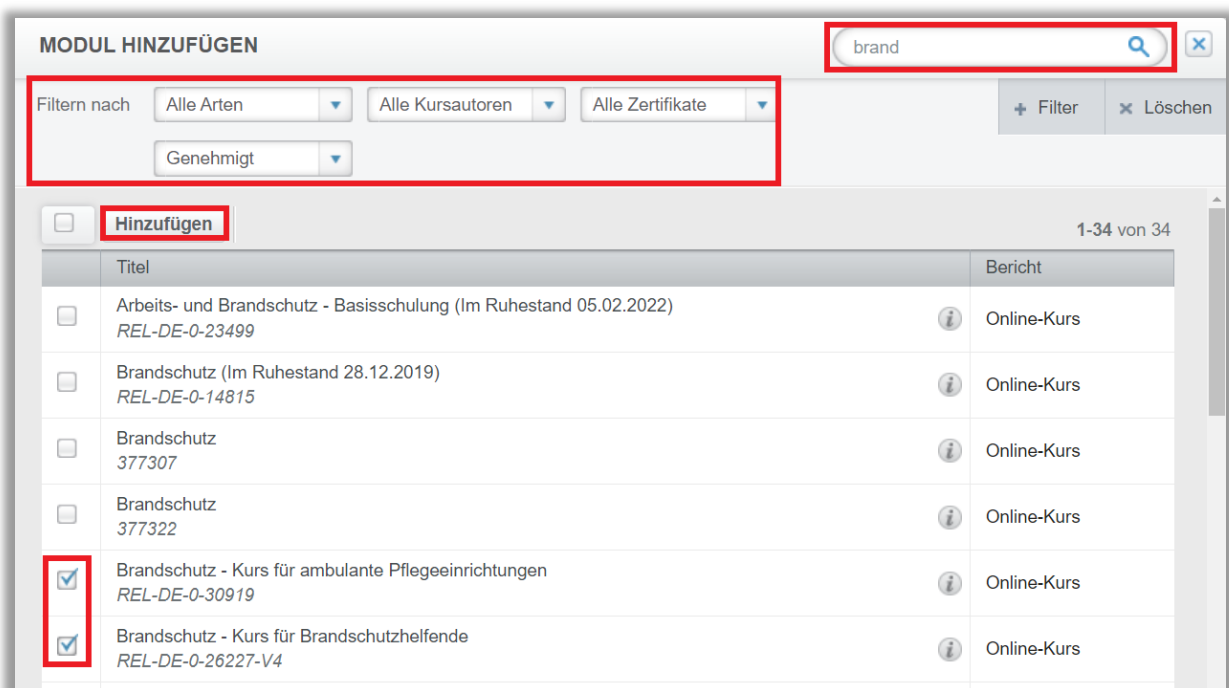 MODUL HINZUFÜGEN
brand
Filtern nach Alle Arten Alle Kursautoren Alle Zertifikate
Filter Löschen
Genehmigt
Hinzufügen
1-34 von 34
Titel Bericht
Arbeits- und Brandschutz - Basisschulung (Im Ruhestand 05.02.2022)
REL-DE-0-23499
Online-Kurs
Brandschutz (Im Ruhestand 28.12.2019)
REL-DE-0-14815
Online-Kurs
Brandschutz
377307
Online-Kurs
Brandschutz
377322
Online-Kurs
Brandschutz - Kurs für ambulante Pflegeeinrichtungen
REL-DE-0-30919
Online-Kurs
Brandschutz - Kurs für Brandschutzhelfende
REL-DE-0-26227-V4
Online-Kurs